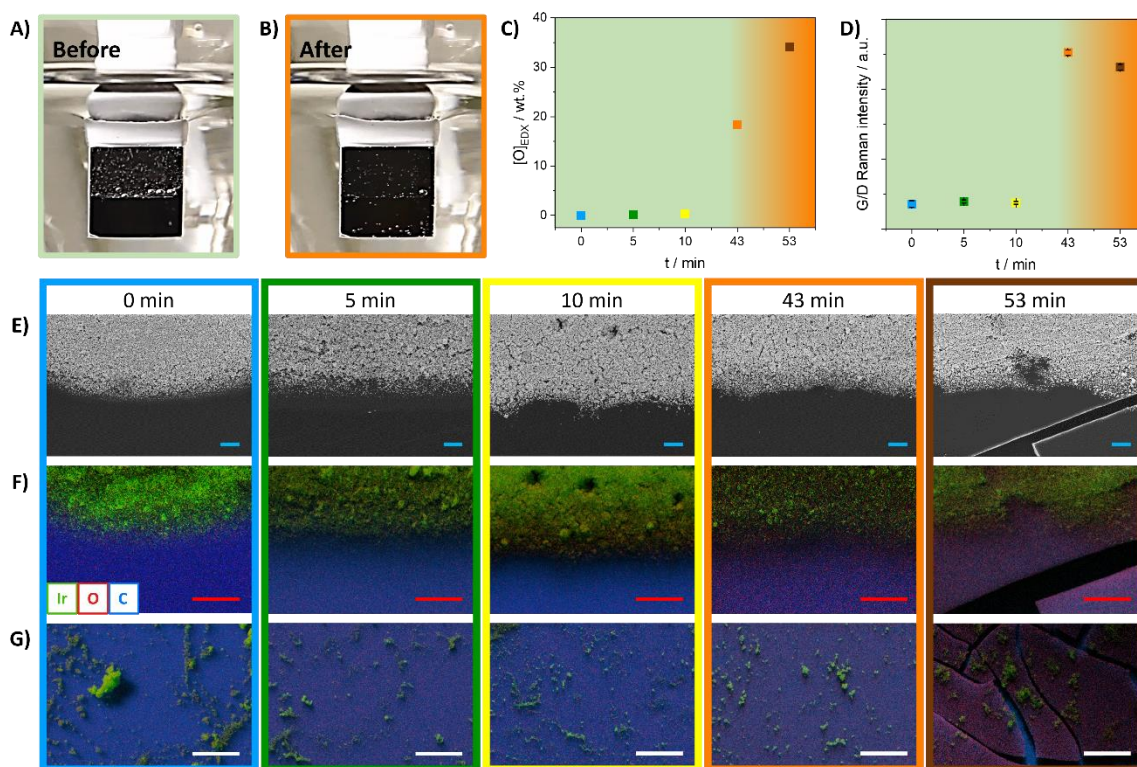 A)
Before
B)
After
C)
[O]EDX / wt.%
40
30
20
10
0
0 5 10 43 53
t / min
D)
G/D Raman intensity / a.u.
0 5 10 43 53
t / min
0 min 5 min 10 min 43 min 53 min
E)
F)
Ir O C
G)